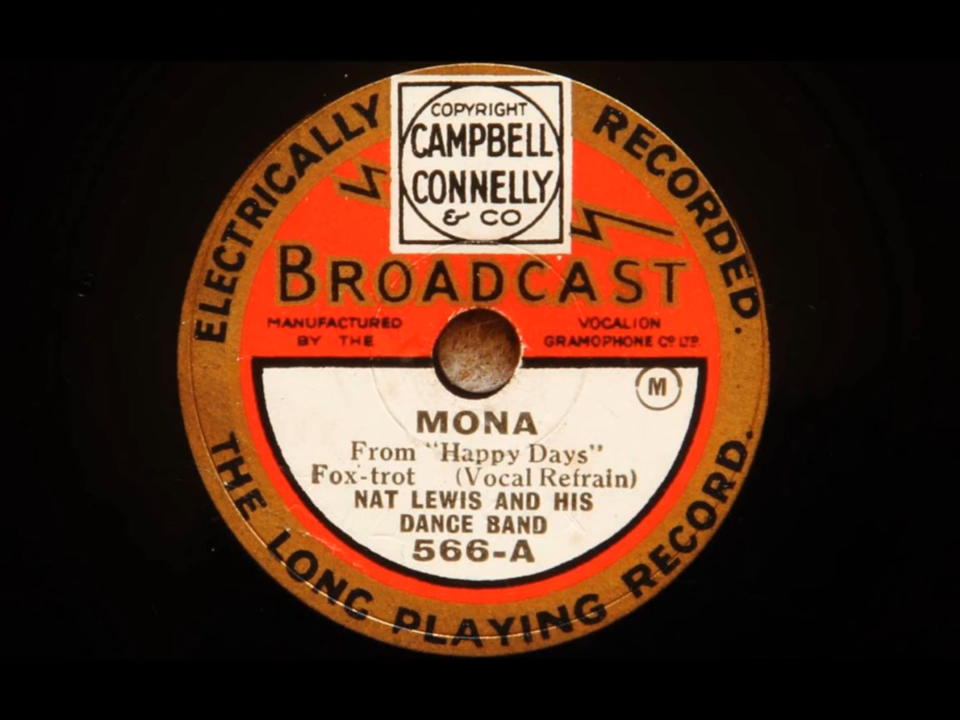 ELECTRICALLY RECORDED.
COPYRIGHT
CAMPBELL
CONNELLY
& CO
BROADCAST
MANUFACTURED
BY THE
VOCALION
GRAMOPHONE CO LTD.
M
MONA
From "Happy Days"
Fox-trot (Vocal Refrain)
NAT LEWIS AND HIS
DANCE BAND
566-A
THE LONG PLAYING RECORD.